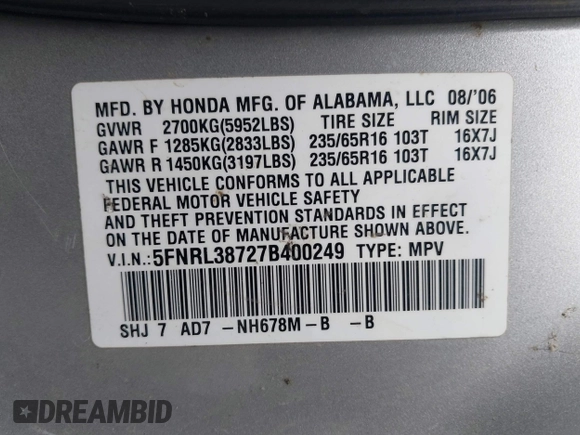 MFD. BY HONDA MFG. OF ALABAMA, LLC 08/'06
GVWR 2700KG(5952LBS) TIRE SIZE RIM SIZE
GAWR F 1285KG(2833LBS) 235/65R16 103T 16X7J
GAWR R 1450KG(3197LBS) 235/65R16 103T 16X7J
THIS VEHICLE CONFORMS TO ALL APPLICABLE
FEDERAL MOTOR VEHICLE SAFETY
AND THEFT PREVENTION STANDARDS IN EFFECT
ON THE DATE OF MANUFACTURE SHOWN ABOVE.
V.I.N.:5FNRL38727B400249 TYPE: MPV
SHJ 7 AD7 -NH678M -B -B
DREAMBID